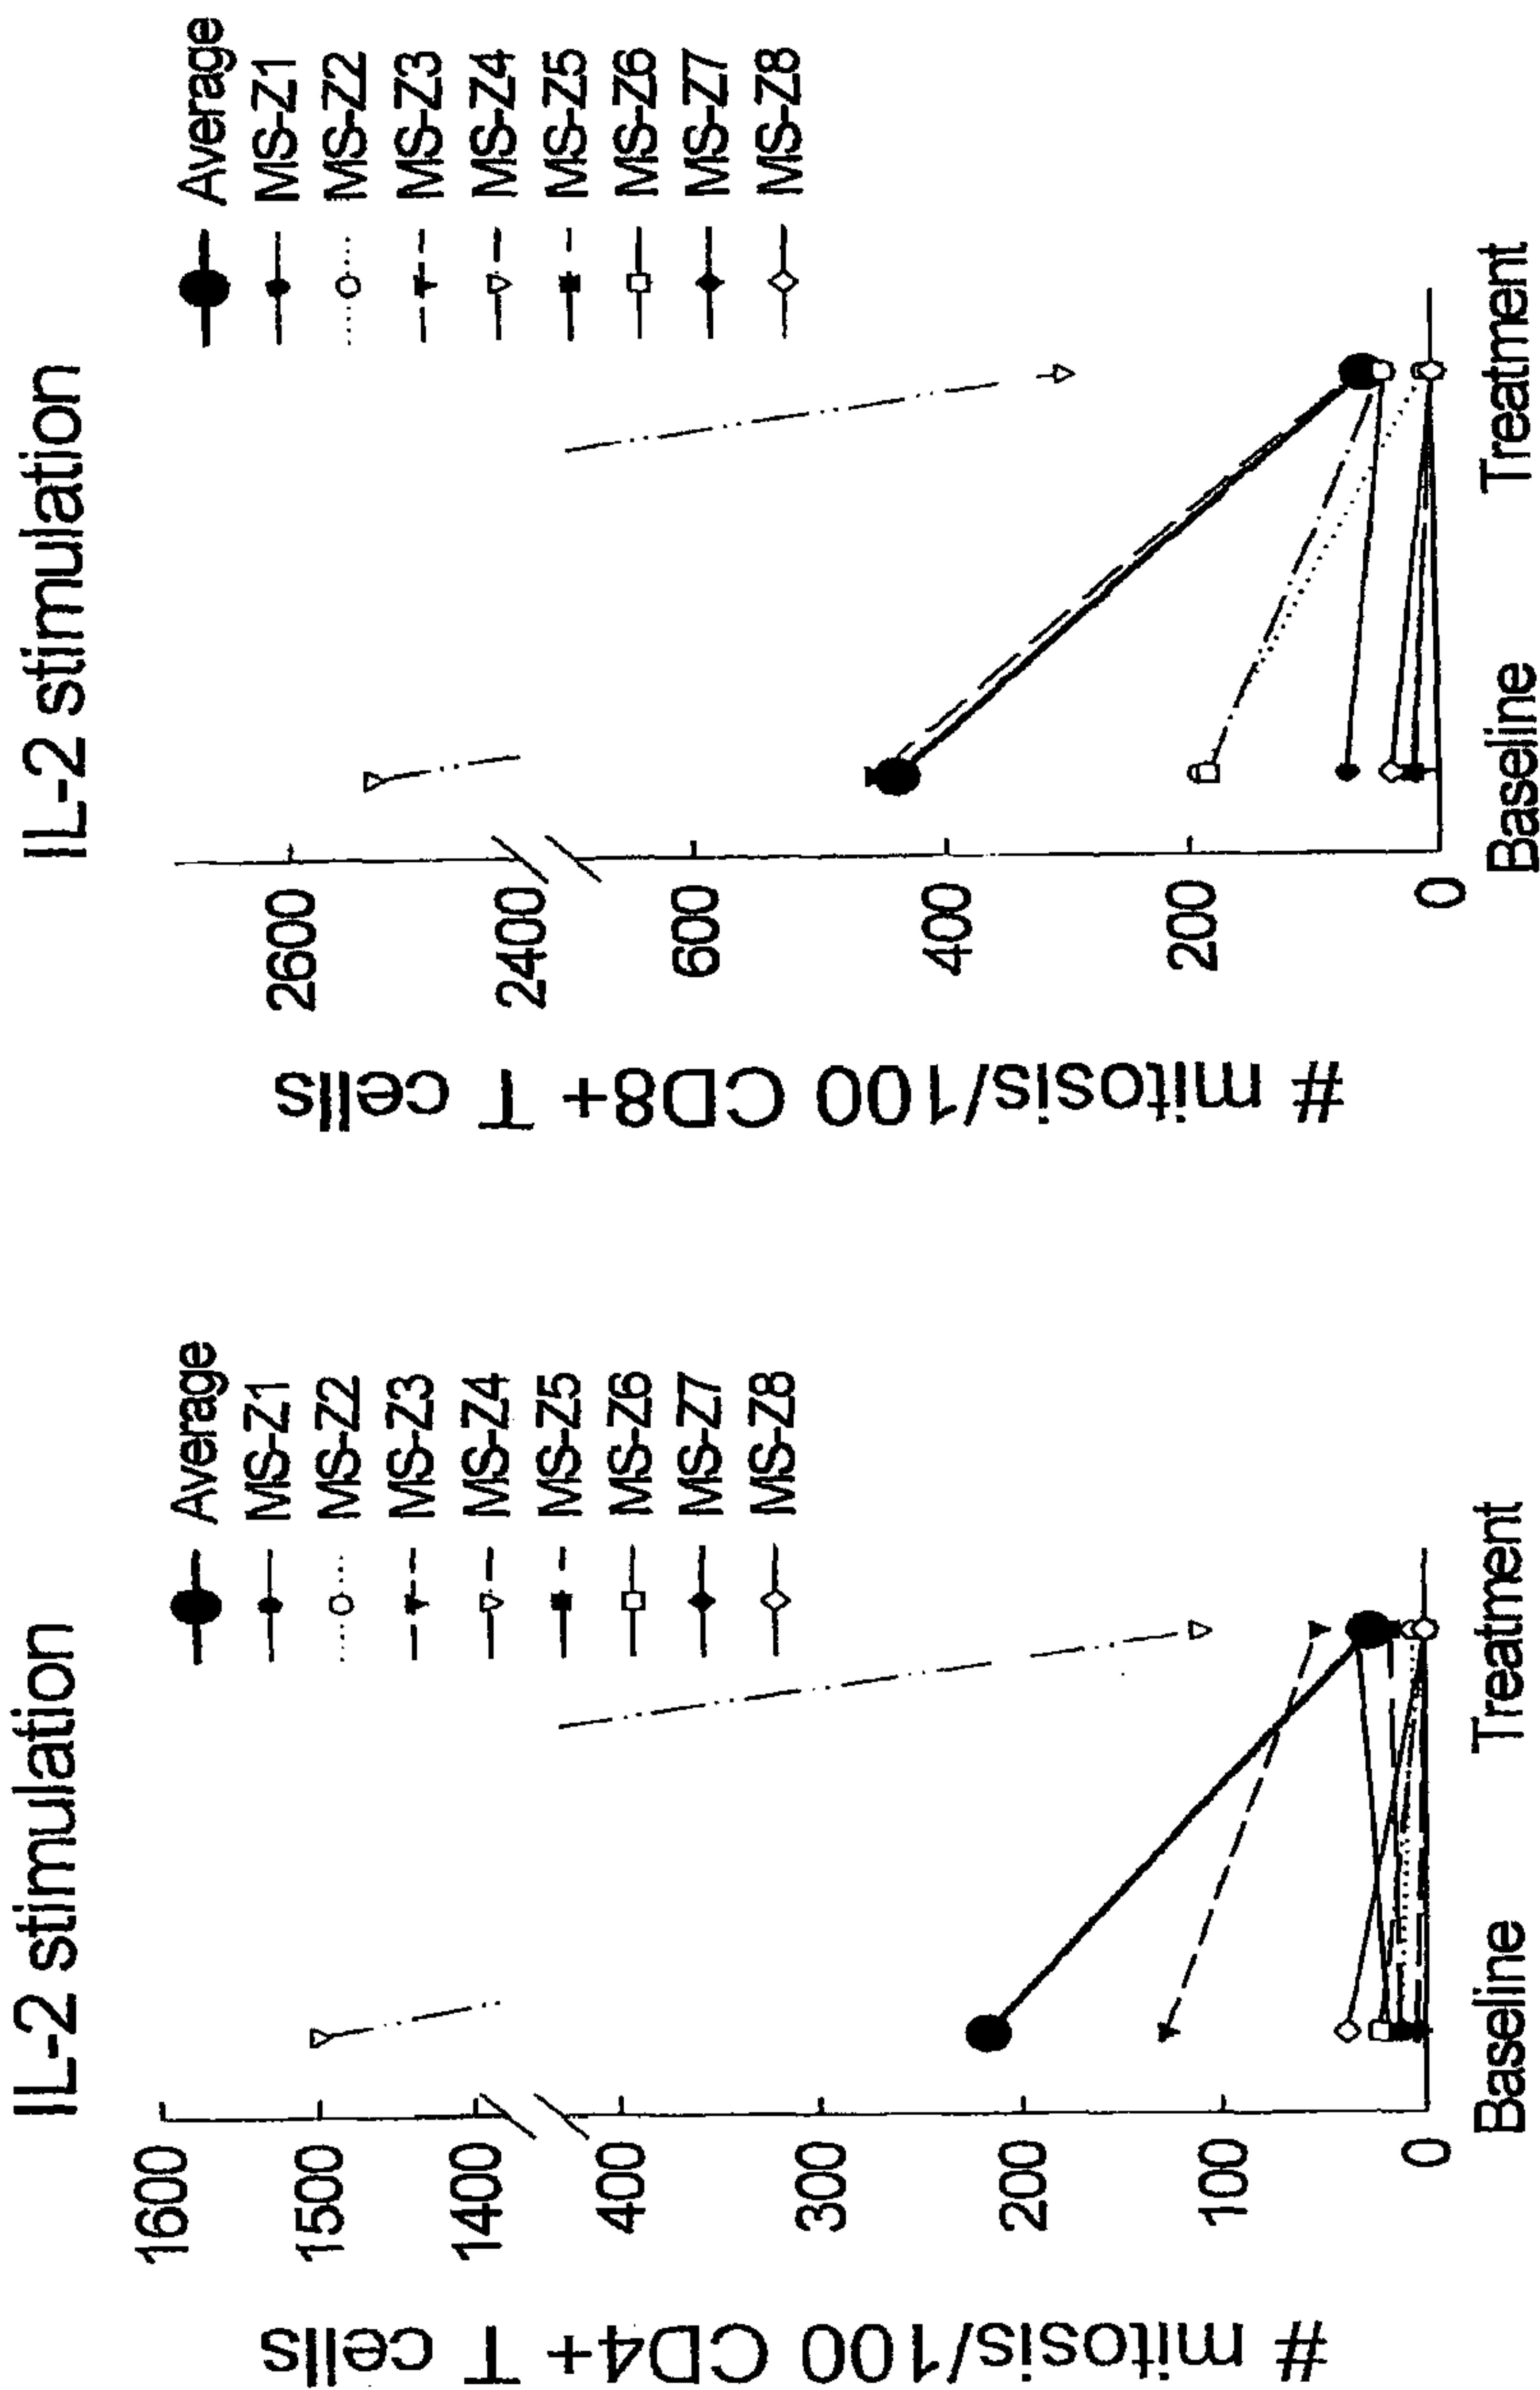 IL-2 stimulation
# mitosis/100 CD4+ T cells
1600
1500
1400
400
300
200
100
0
Baseline
Treatment
Average
MS-Z1
MS-Z2
MS-Z3
MS-Z4
MS-Z5
MS-Z6
MS-Z7
MS-Z8
IL-2 stimulation
# mitosis/100 CD8+ T cells
2600
2400
600
400
200
0
Baseline
Treatment
Average
MS-Z1
MS-Z2
MS-Z3
MS-Z4
MS-Z5
MS-Z6
MS-Z7
MS-Z8